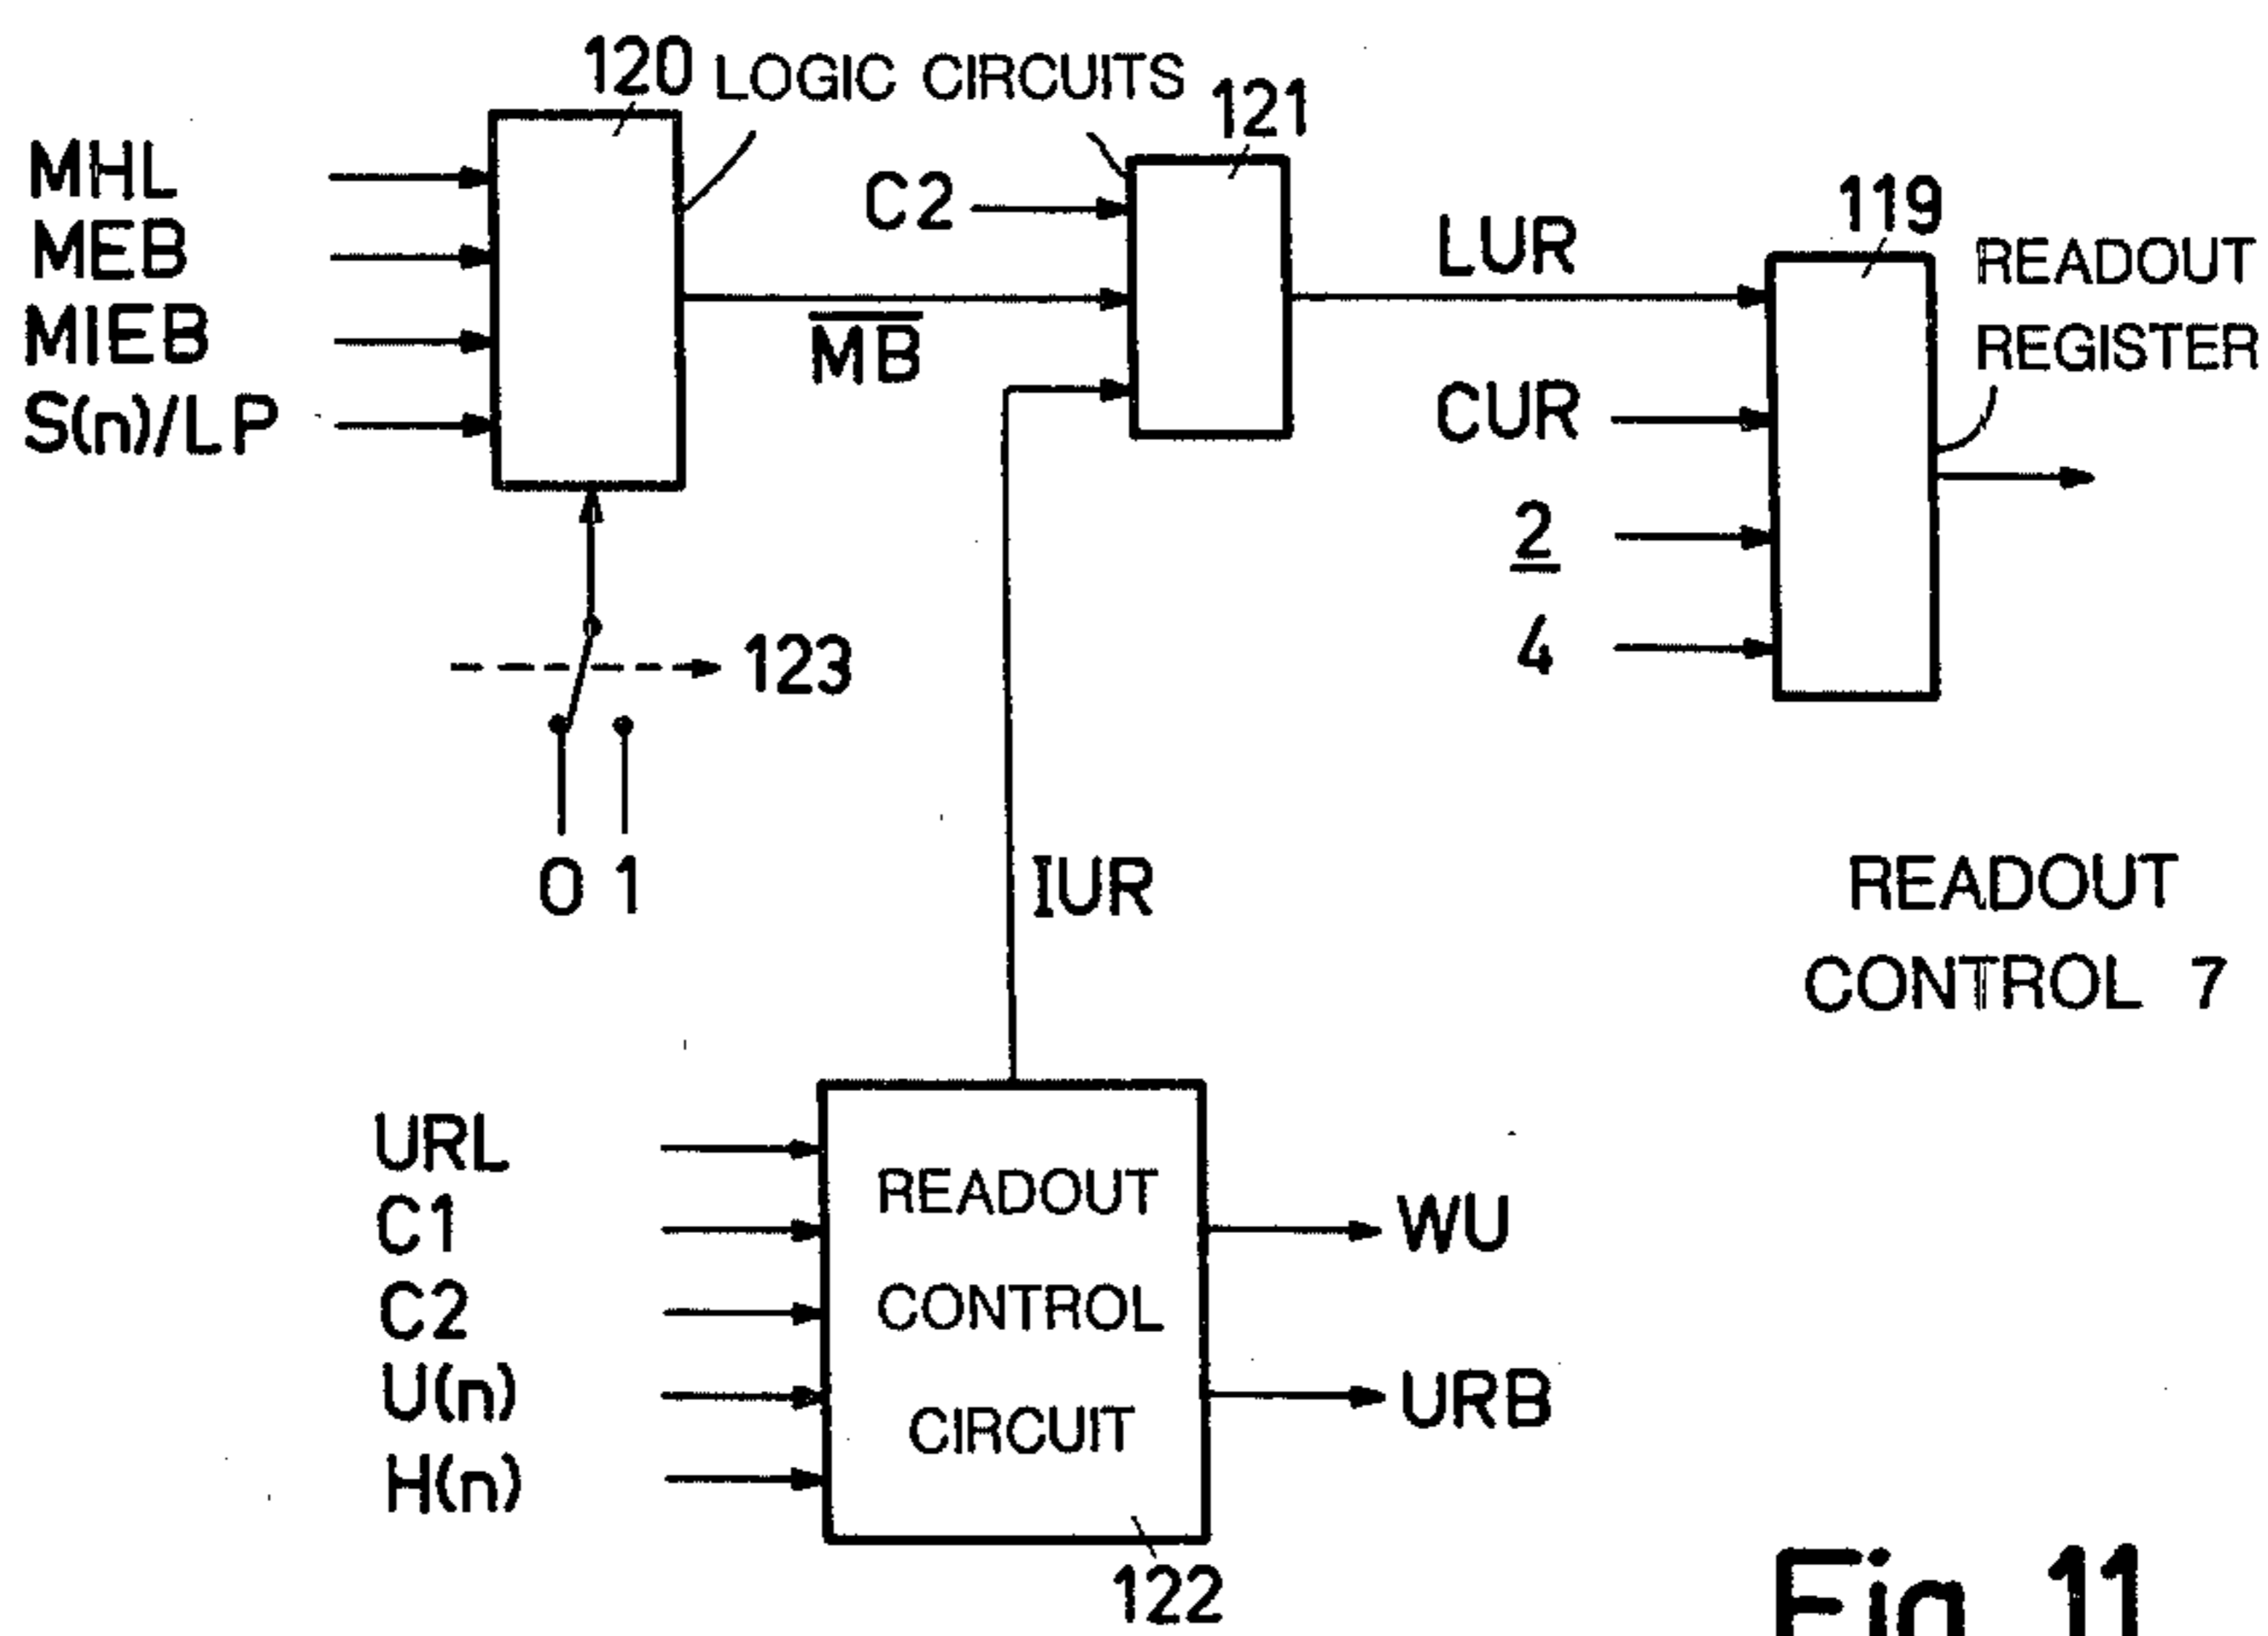 120 LOGIC CIRCUITS
121
MHL
MEB
MIEB
S(n)/LP
C2
M̅B̅
LUR
119
READOUT
REGISTER
CUR
2
4
123
0 1
IUR
READOUT
CONTROL 7
URL
C1
C2
U(n)
H(n)
READOUT
CONTROL
CIRCUIT
WU
URB
122
Fig. 11